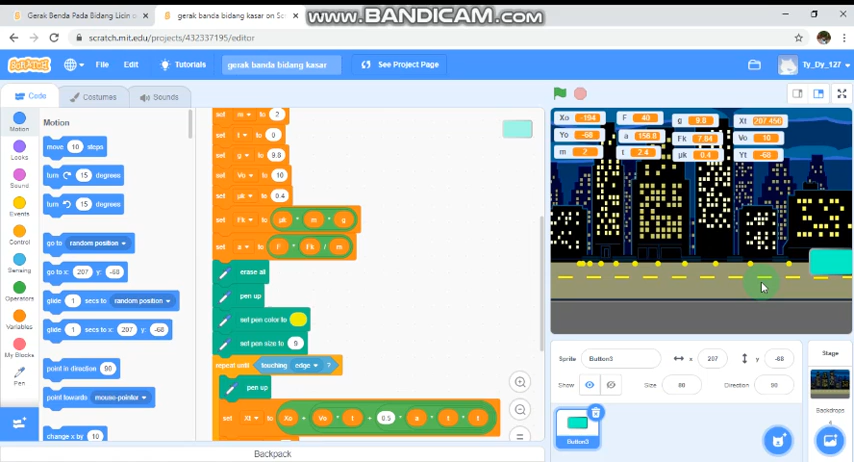 Gerak Benda Pada Bidang Licin
gerak banda bidang kasar on Sc
www.BANDICAM.com
scratch.mit.edu/projects/432337195/editor
SCRATCH File Edit Tutorials gerak banda bidang kasar See Project Page Ty_Dy_127
Code Costumes Sounds
Motion
Looks
Sound
Events
Control
Sensing
Operators
Variables
My Blocks
Pen
Motion
move 10 steps
turn 15 degrees
turn 15 degrees
go to random position
go to x: 207 y: -68
glide 1 secs to random position
glide 1 secs to x: 207 y: -68
point in direction 90
point towards mouse-pointer
change x by 10
set m to 2
set t to 0
set g to 9.8
set Vo to 10
set μk to 0.4
set Fk to μk * m * g
set a to F Fk / m
erase all
pen up
set pen color to
set pen size to 9
repeat until touching edge ?
pen up
set Xt to Xo + Vo * t + 0.5 * a * t * t
Xo -194 F 40 g 9.8 Xt 207.456
Yo -68 a Fk 7.84 Vo 10
m 2 t 2.4 μk 0.4 Yt -68
Sprite Button3 x 207 y -68
Show Size 80 Direction 90
Button3
Stage
Backdrops
Backpack